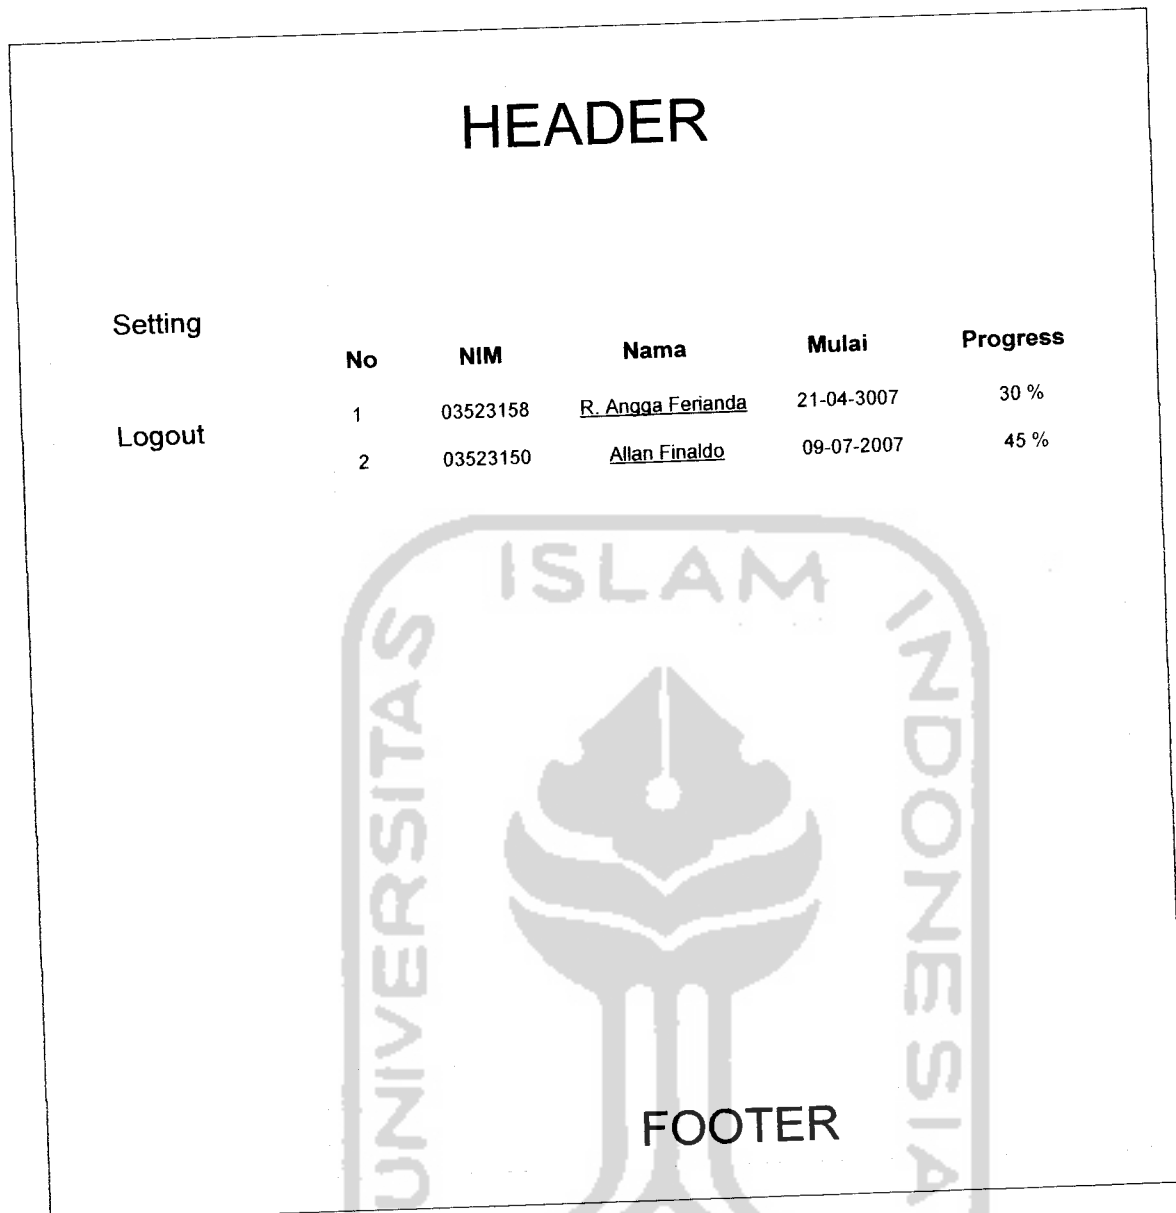 HEADER
Setting
Logout
No NIM Nama Mulai Progress
1 03523158 R. Angga Ferianda 21-04-3007 30 %
2 03523150 Allan Finaldo 09-07-2007 45 %
UNIVERSITAS ISLAM INDONESIA
FOOTER